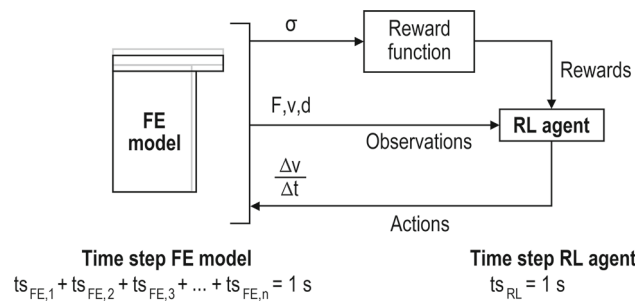 σ
Reward
function
Rewards
FE
model
F,v,d
Observations
RL agent
Δv
Δt
Actions
Time step FE model
ts_FE,1 + ts_FE,2 + ts_FE,3 + ... + ts_FE,n = 1 s
Time step RL agent
ts_RL = 1 s